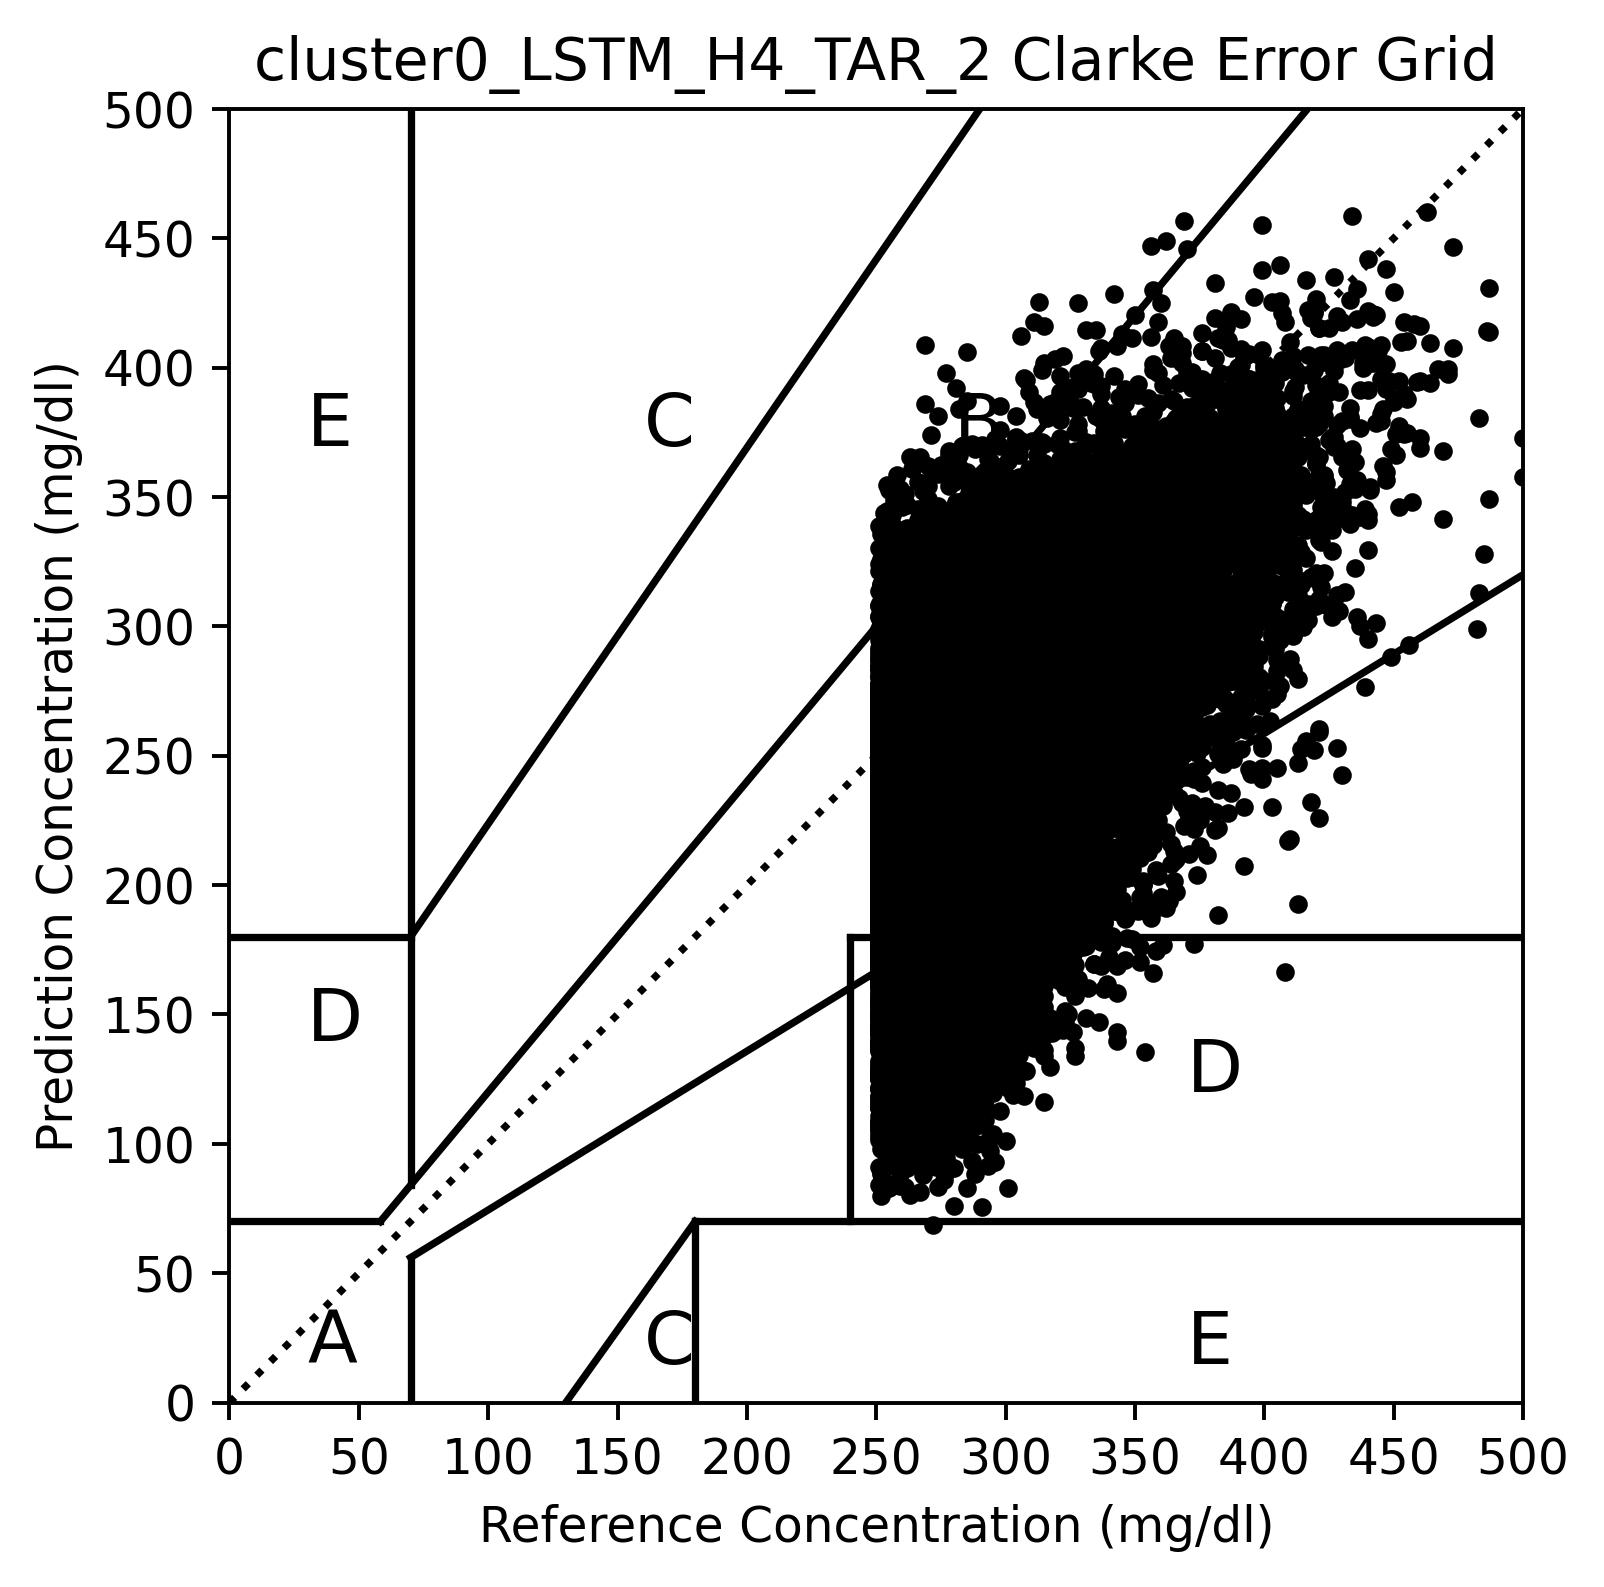 cluster0_LSTM_H4_TAR_2 Clarke Error Grid
500
450
400
350
300
250
200
150
100
50
0
Prediction Concentration (mg/dl)
E
C
B
D
D
A
C
E
0 50 100 150 200 250 300 350 400 450 500
Reference Concentration (mg/dl)